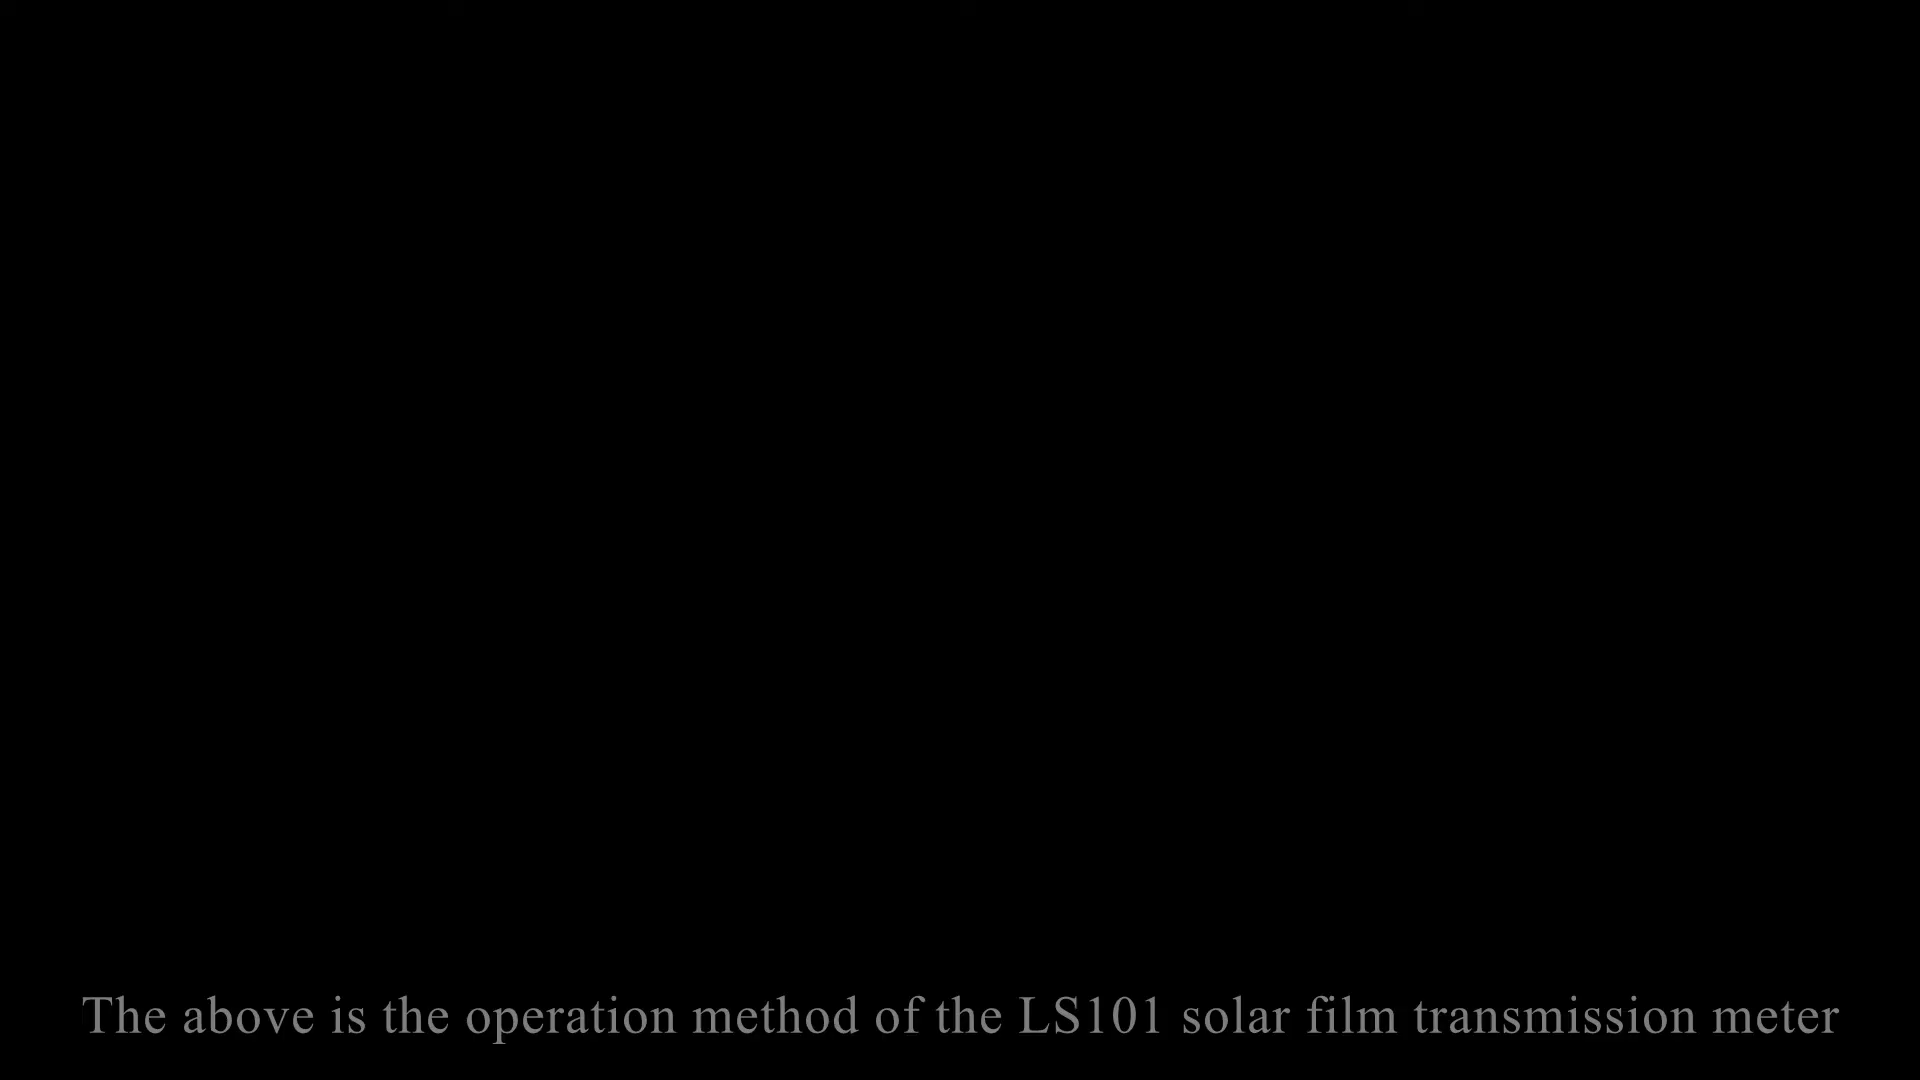 The above is the operation method of the LS101 solar film transmission meter